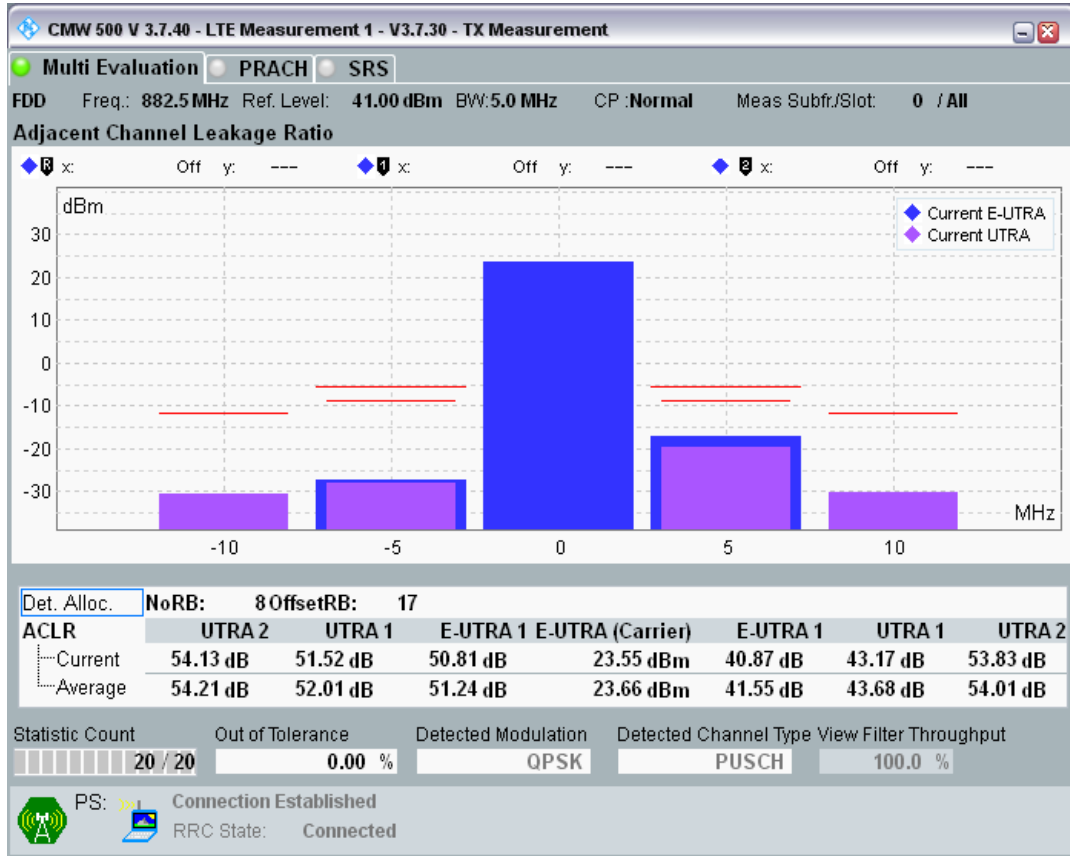 CMW 500 V 3.7.40 - LTE Measurement 1 - V3.7.30 - TX Measurement
Multi Evaluation PRACH SRS
FDD Freq.: 882.5 MHz Ref. Level: 41.00 dBm BW:5.0 MHz CP :Normal Meas Subfr./Slot: 0 / All
Adjacent Channel Leakage Ratio
R x: Off y: --- 1 x: Off y: --- 2 x: Off y: ---
dBm
Current E-UTRA
Current UTRA
30
20
10
0
-10
-20
-30
MHz
-10 -5 0 5 10
Det. Alloc. NoRB: 8 OffsetRB: 17
ACLR UTRA 2 UTRA 1 E-UTRA 1 E-UTRA (Carrier) E-UTRA 1 UTRA 1 UTRA 2
Current 54.13 dB 51.52 dB 50.81 dB 23.55 dBm 40.87 dB 43.17 dB 53.83 dB
Average 54.21 dB 52.01 dB 51.24 dB 23.66 dBm 41.55 dB 43.68 dB 54.01 dB
Statistic Count Out of Tolerance Detected Modulation Detected Channel Type View Filter Throughput
20 / 20 0.00 % QPSK PUSCH 100.0 %
PS: Connection Established
RRC State: Connected